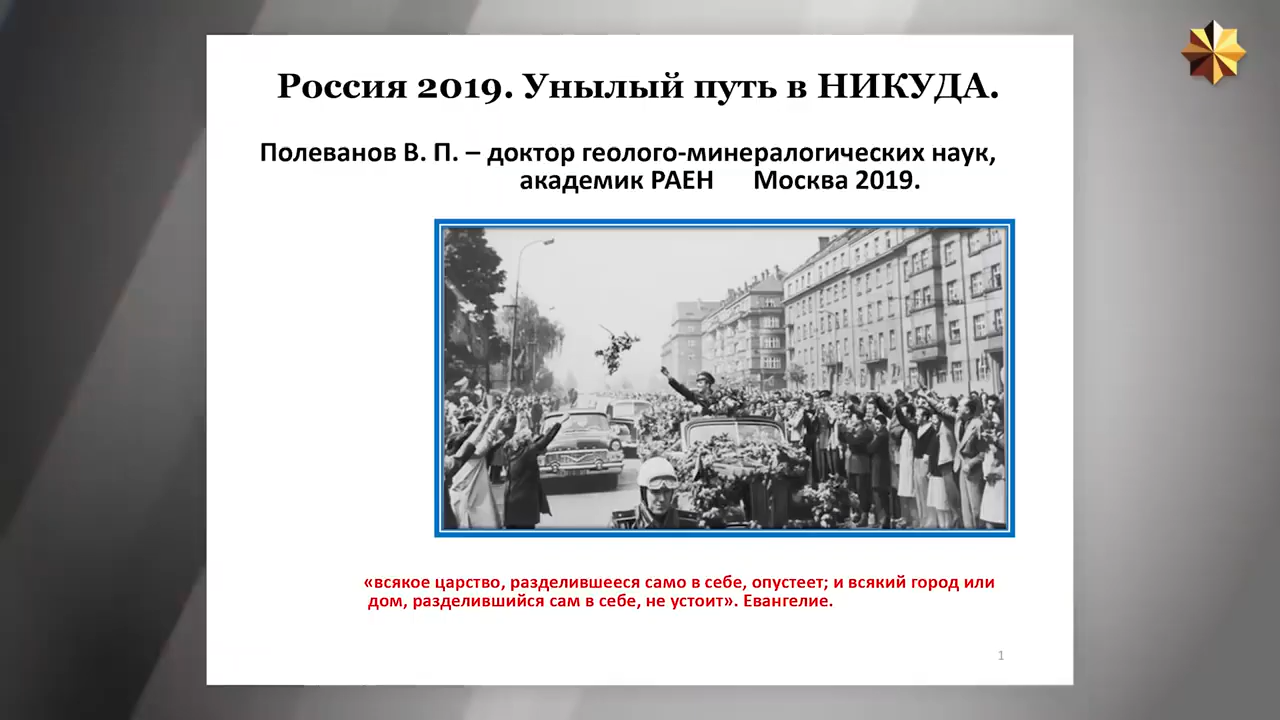 Россия 2019. Унылый путь в НИКУДА.
Полеванов В. П. – доктор геолого-минералогических наук,
академик РАЕН Москва 2019.
«всякое царство, разделившееся само в себе, опустеет; и всякий город или
дом, разделившийся сам в себе, не устоит». Евангелие.
1